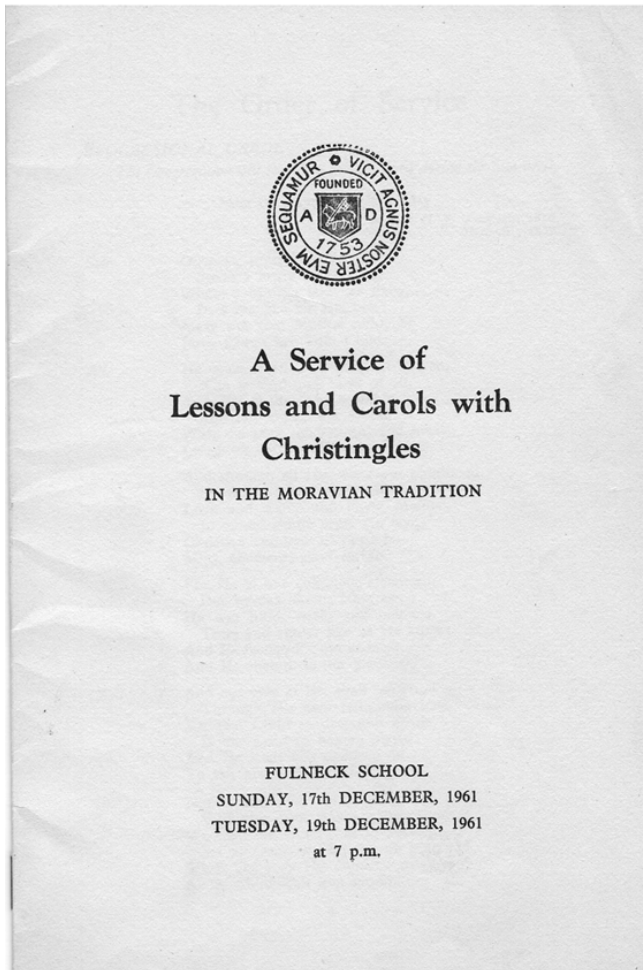 VICIT AGNUS NOSTER EVM SEQUAMUR
FOUNDED
A D
1753
A Service of
Lessons and Carols with
Christingles
IN THE MORAVIAN TRADITION
FULNECK SCHOOL
SUNDAY, 17th DECEMBER, 1961
TUESDAY, 19th DECEMBER, 1961
at 7 p.m.